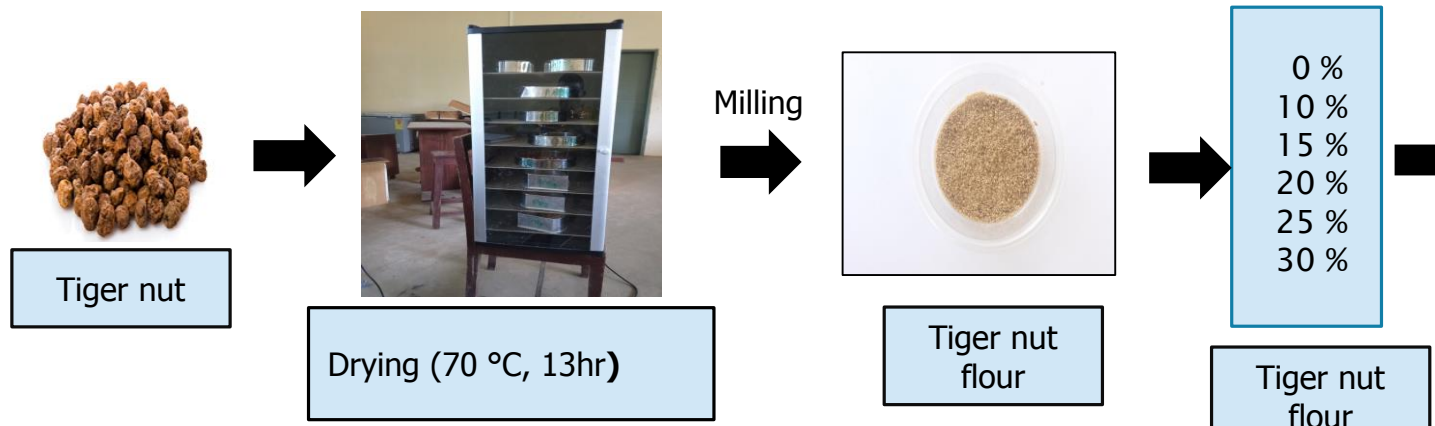 Tiger nut
Drying (70 °C, 13hr)
Milling
Tiger nut
flour
0 %
10 %
15 %
20 %
25 %
30 %
Tiger nut
flour